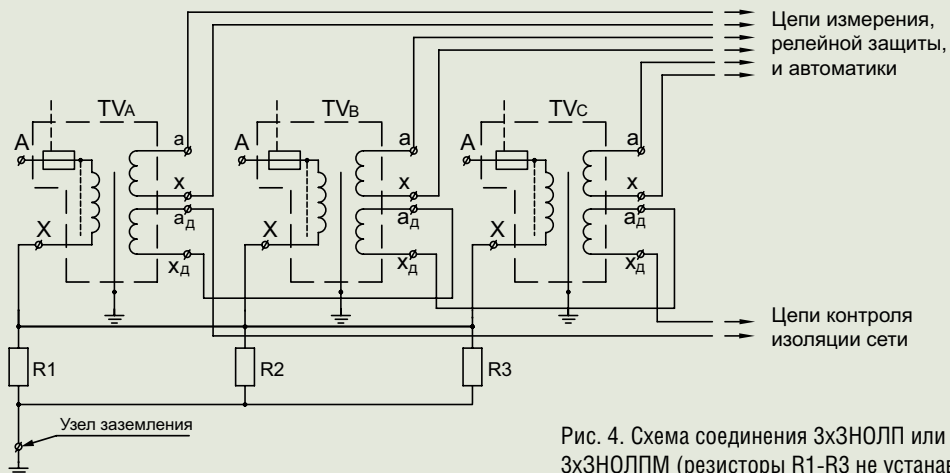 Цепи измерения,
релейной защиты,
и автоматики
TVA TVB TVC
A a A a A a
x x x
X aд X aд X aд
xд xд xд
Цепи контроля
изоляции сети
R1 R2 R3
Узел заземления
Рис. 4. Схема соединения 3хЗНОЛП или
3хЗНОЛПМ (резисторы R1-R3 не устанав